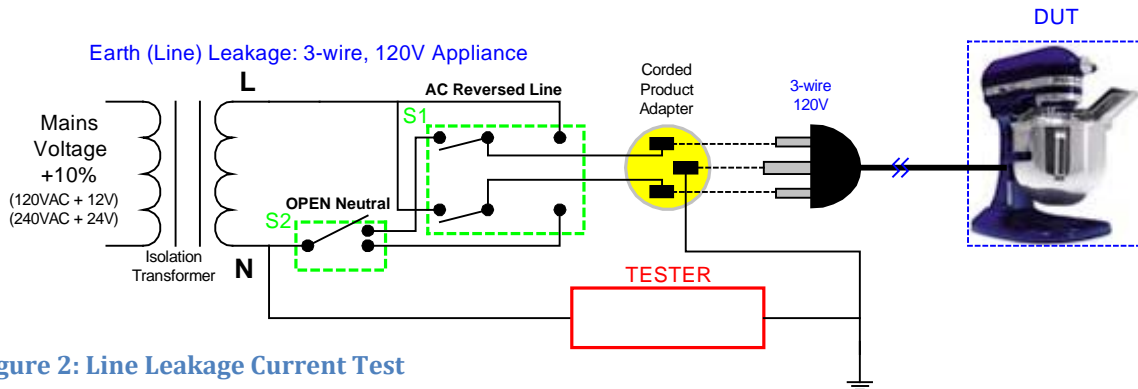 DUT
Earth (Line) Leakage: 3-wire, 120V Appliance
L
AC Reversed Line
S1
Corded
Product
Adapter
3-wire
120V
Mains
Voltage
+10%
(120VAC + 12V)
(240VAC + 24V)
OPEN Neutral
S2
Isolation
Transformer
N
TESTER
gure 2: Line Leakage Current Test